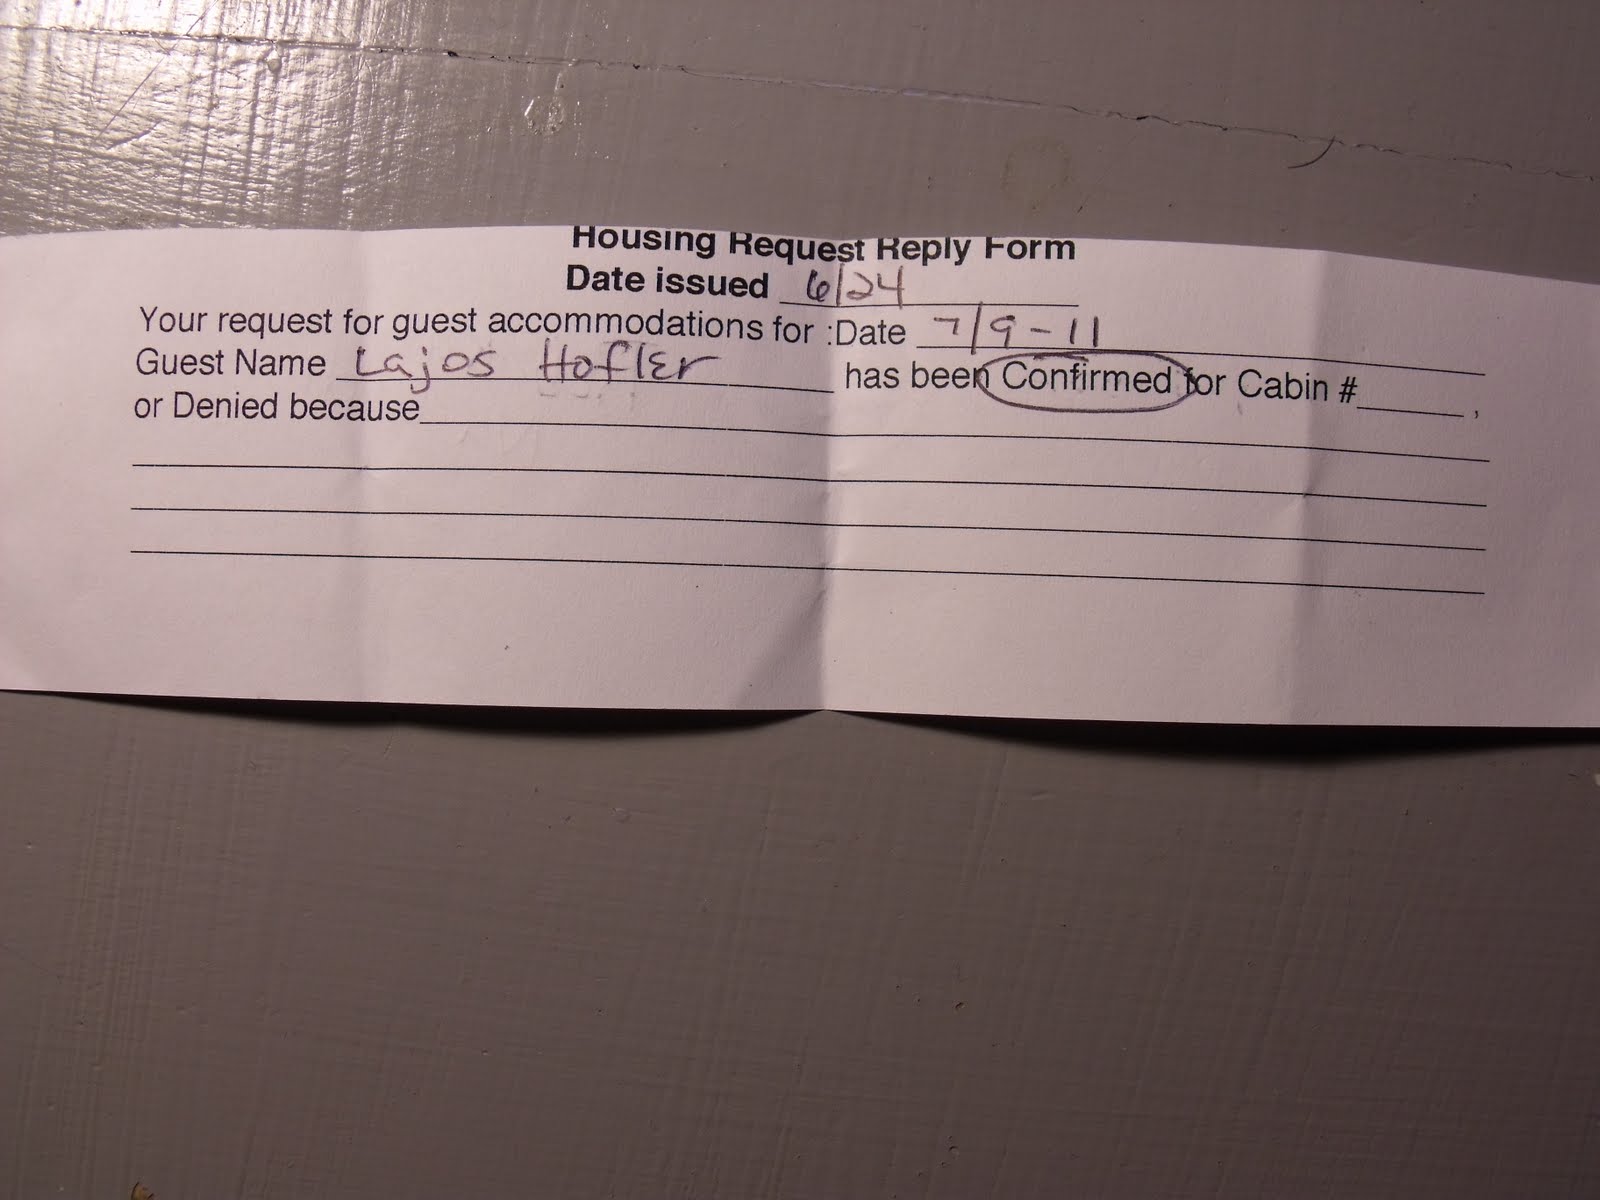 Housing Request Reply Form
Date issued 6/24
Your request for guest accommodations for :Date 7/9-11
Guest Name Lajos Hofler has been Confirmed for Cabin #______,
or Denied because